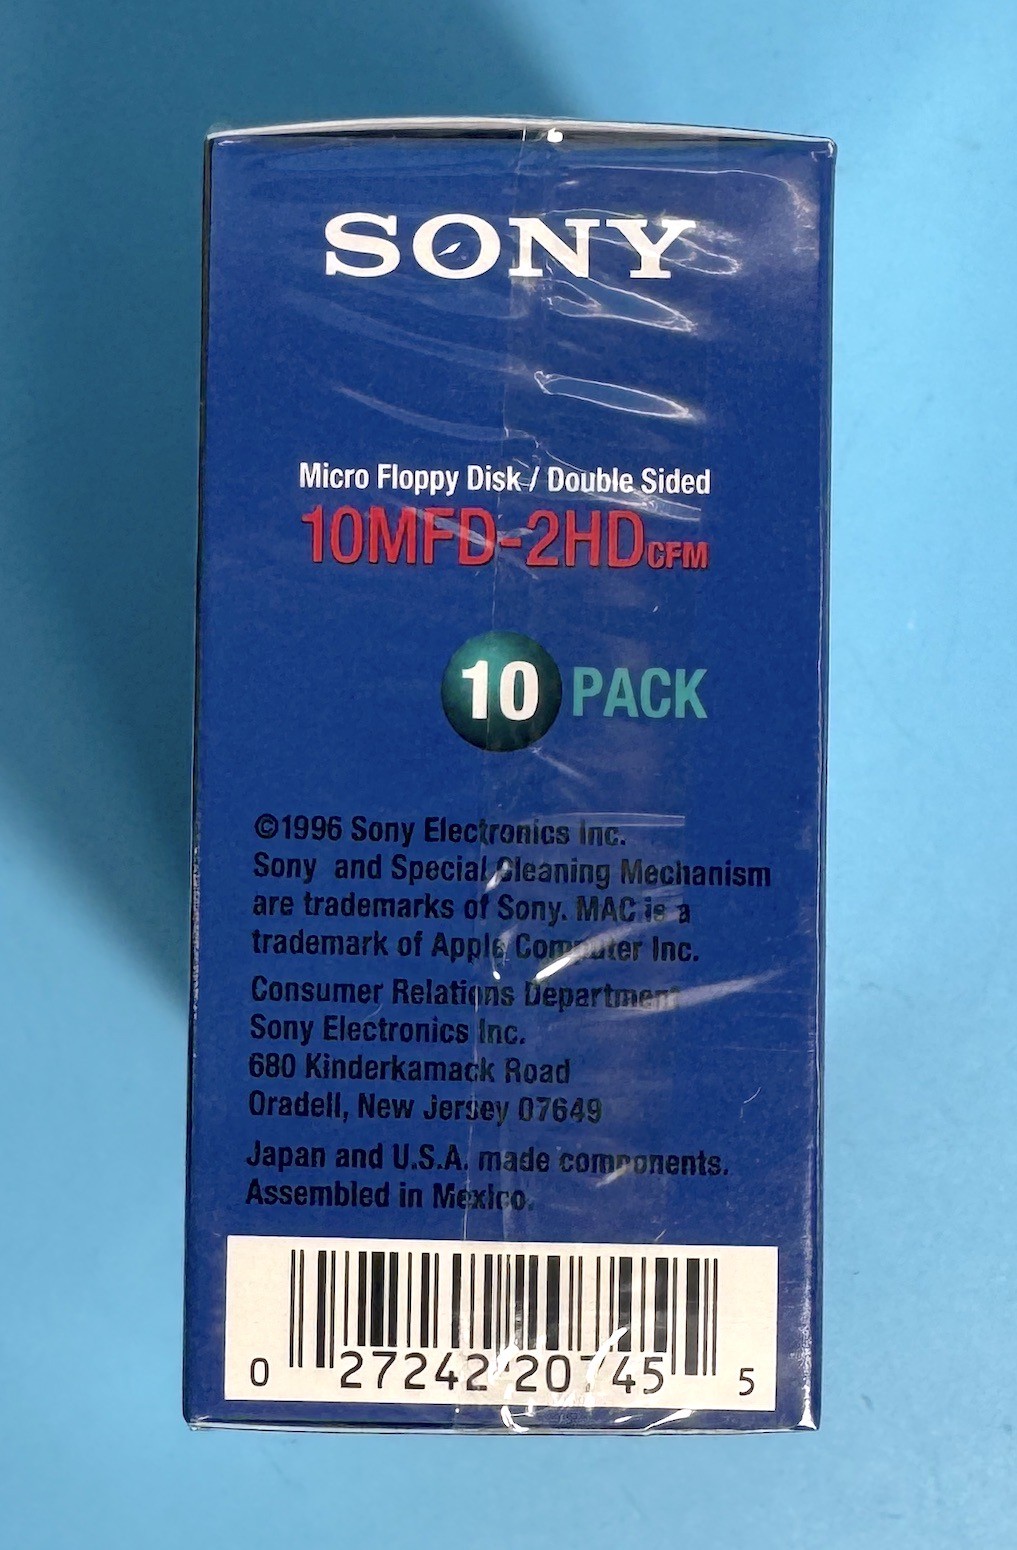 SONY
Micro Floppy Disk / Double Sided
10MFD-2HDCFM
10 PACK
©1996 Sony Electronics Inc.
Sony and Special Cleaning Mechanism
are trademarks of Sony. MAC is a
trademark of Apple Computer Inc.
Consumer Relations Department
Sony Electronics Inc.
680 Kinderkamack Road
Oradell, New Jersey 07649
Japan and U.S.A. made components.
Assembled in Mexico.
0 27242 20745 5